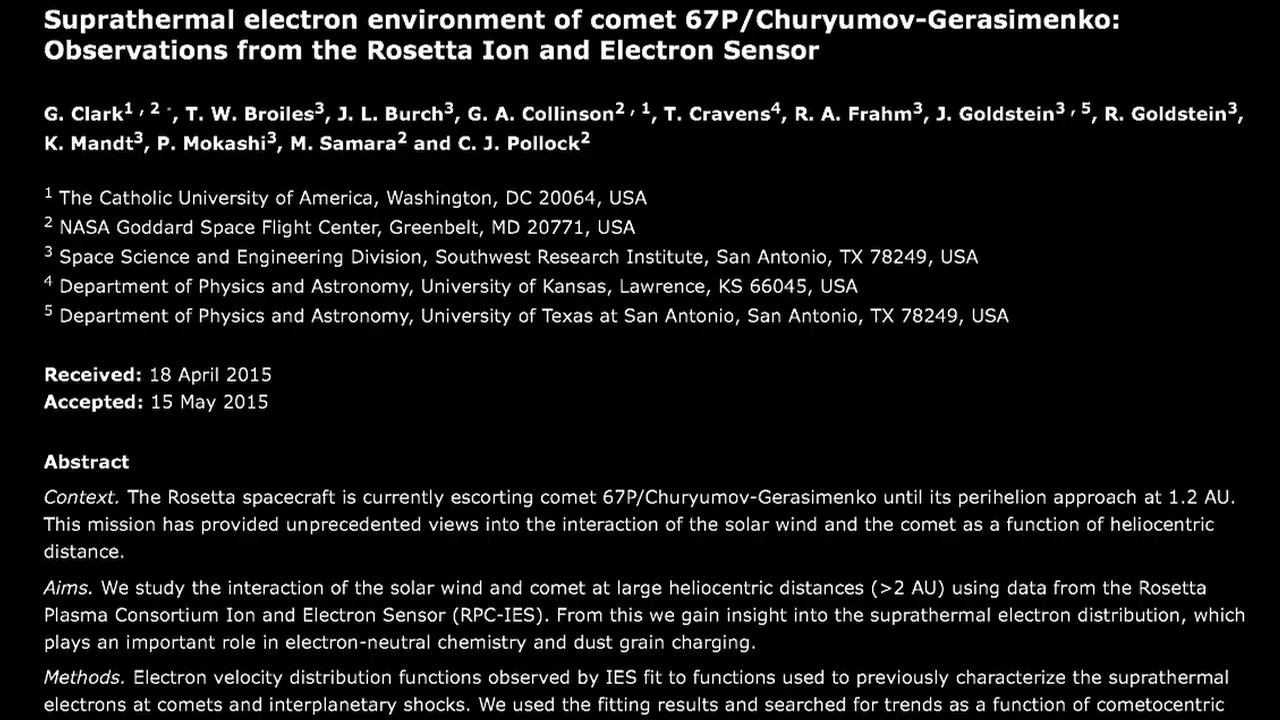 Suprathermal electron environment of comet 67P/Churyumov-Gerasimenko:
Observations from the Rosetta Ion and Electron Sensor
G. Clark1 , 2 *, T. W. Broiles3, J. L. Burch3, G. A. Collinson2 , 1, T. Cravens4, R. A. Frahm3, J. Goldstein3 , 5, R. Goldstein3,
K. Mandt3, P. Mokashi3, M. Samara2 and C. J. Pollock2
1 The Catholic University of America, Washington, DC 20064, USA
2 NASA Goddard Space Flight Center, Greenbelt, MD 20771, USA
3 Space Science and Engineering Division, Southwest Research Institute, San Antonio, TX 78249, USA
4 Department of Physics and Astronomy, University of Kansas, Lawrence, KS 66045, USA
5 Department of Physics and Astronomy, University of Texas at San Antonio, San Antonio, TX 78249, USA
Received: 18 April 2015
Accepted: 15 May 2015
Abstract
Context. The Rosetta spacecraft is currently escorting comet 67P/Churyumov-Gerasimenko until its perihelion approach at 1.2 AU.
This mission has provided unprecedented views into the interaction of the solar wind and the comet as a function of heliocentric
distance.
Aims. We study the interaction of the solar wind and comet at large heliocentric distances (>2 AU) using data from the Rosetta
Plasma Consortium Ion and Electron Sensor (RPC-IES). From this we gain insight into the suprathermal electron distribution, which
plays an important role in electron-neutral chemistry and dust grain charging.
Methods. Electron velocity distribution functions observed by IES fit to functions used to previously characterize the suprathermal
electrons at comets and interplanetary shocks. We used the fitting results and searched for trends as a function of cometocentric